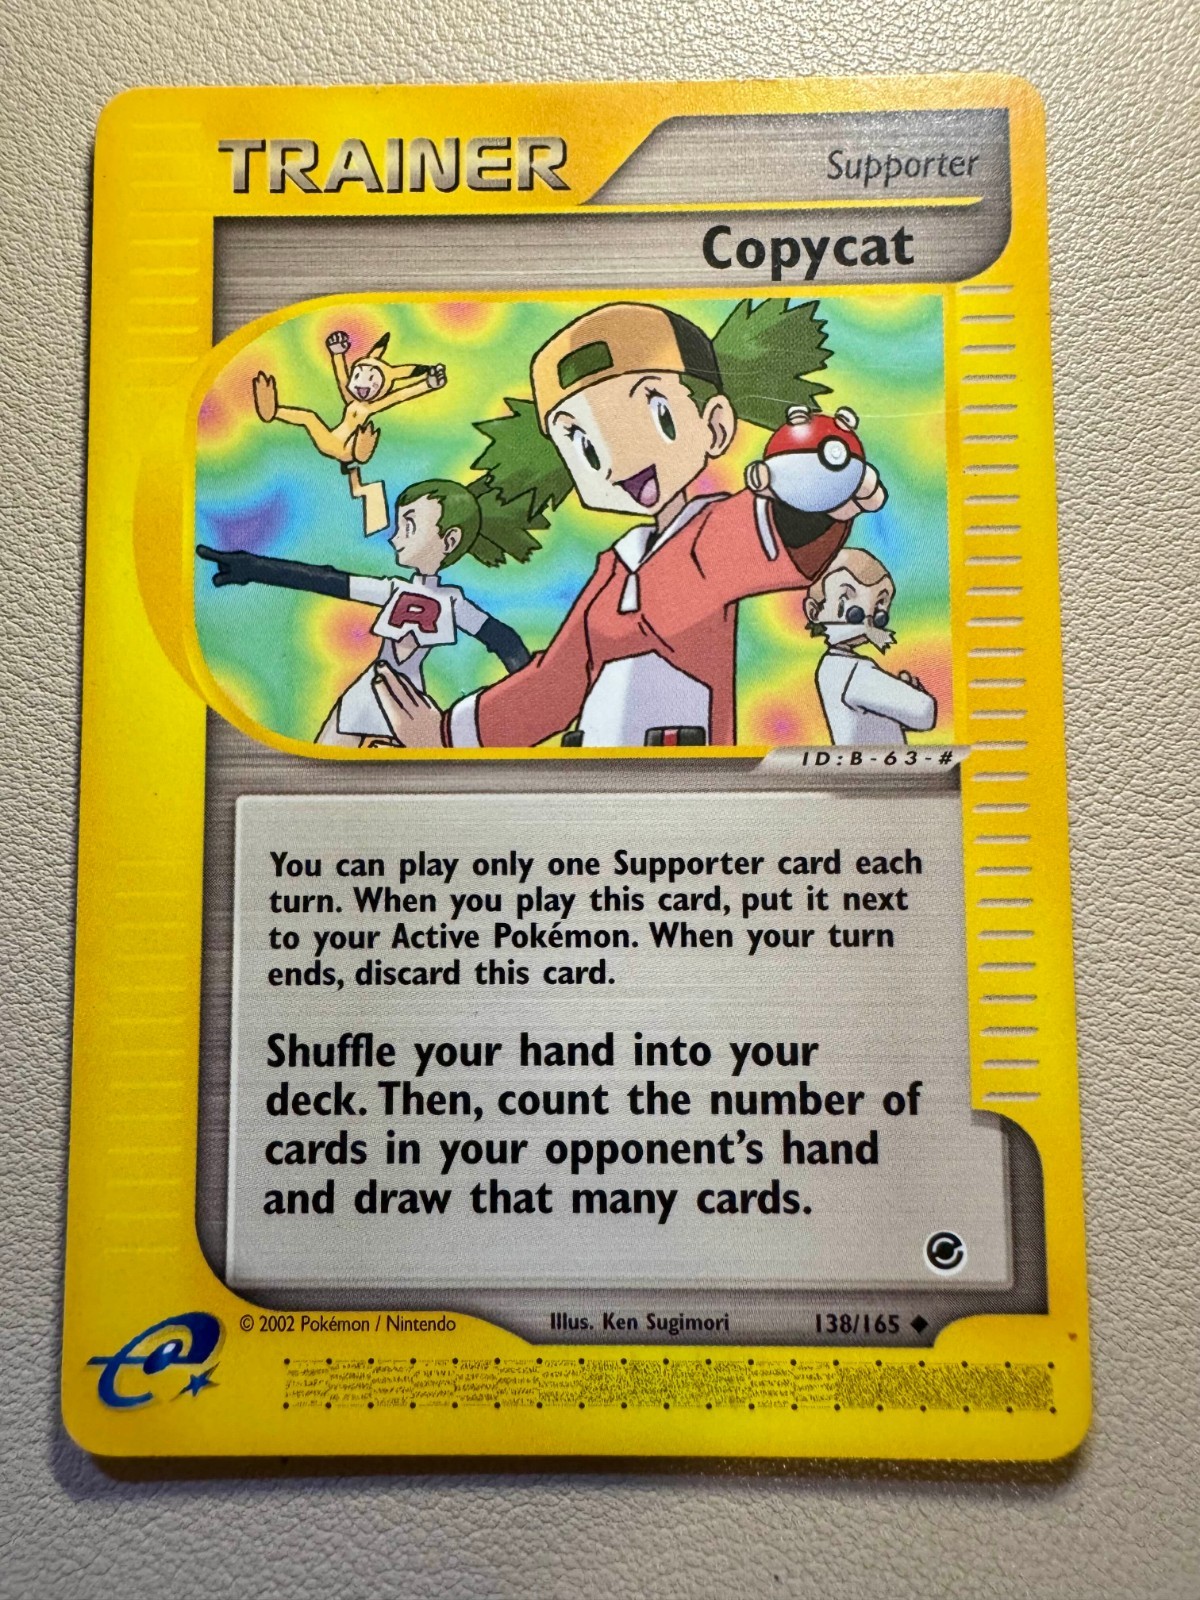 TRAINER
Supporter
Copycat
R
ID:B-63-#
You can play only one Supporter card each
turn. When you play this card, put it next
to your Active Pokémon. When your turn
ends, discard this card.
Shuffle your hand into your
deck. Then, count the number of
cards in your opponent's hand
and draw that many cards.
e
© 2002 Pokémon / Nintendo Illus. Ken Sugimori 138/165 ◆